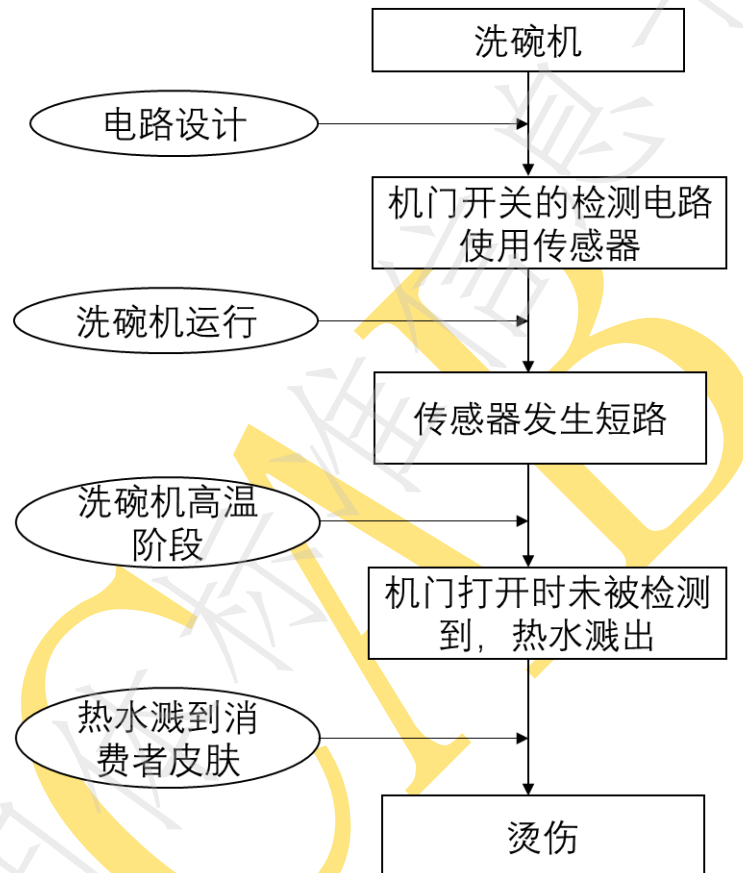 洗碗机
电路设计
机门开关的检测电路
使用传感器
洗碗机运行
传感器发生短路
洗碗机高温
阶段
机门打开时未被检测
到，热水溅出
热水溅到消
费者皮肤
烫伤